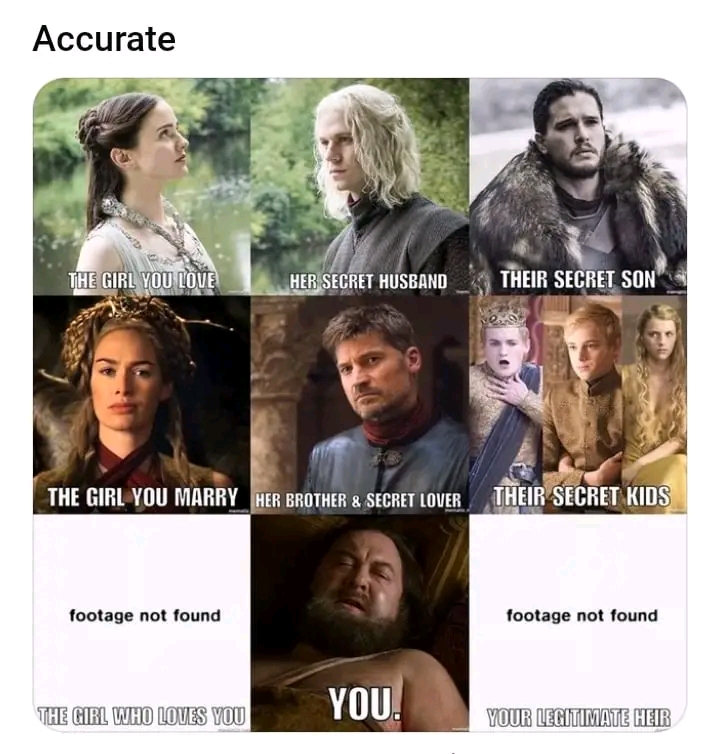 Accurate
THE GIRL YOU LOVE
HER SECRET HUSBAND
THEIR SECRET SON
THE GIRL YOU MARRY
HER BROTHER & SECRET LOVER
THEIR SECRET KIDS
footage not found
THE GIRL WHO LOVES YOU
YOU.
footage not found
YOUR LEGITIMATE HEIR